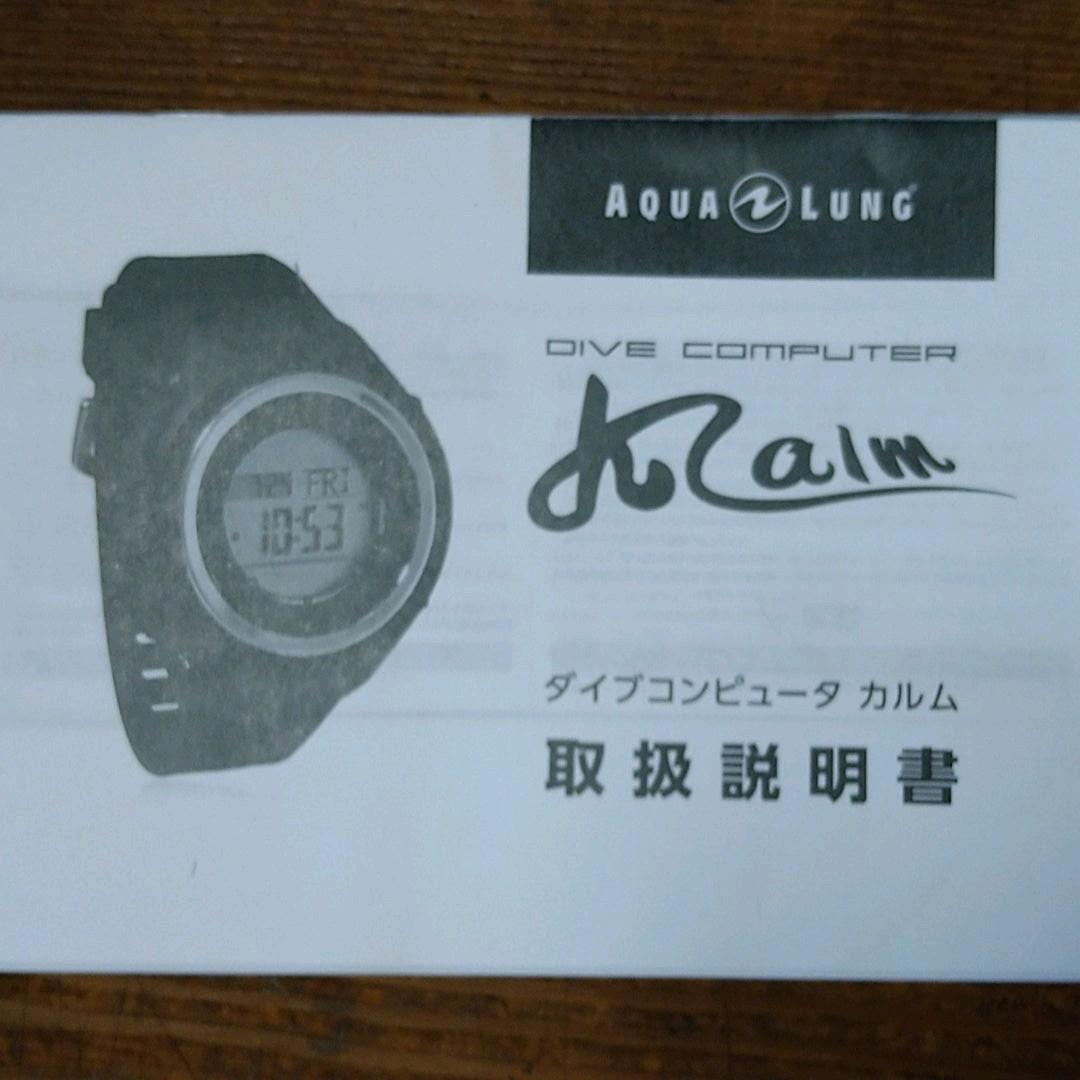 AQUA LUNG
DIVE COMPUTER
Kalm
ダイブコンピュータ カルム
取扱説明書
FRI
10:53